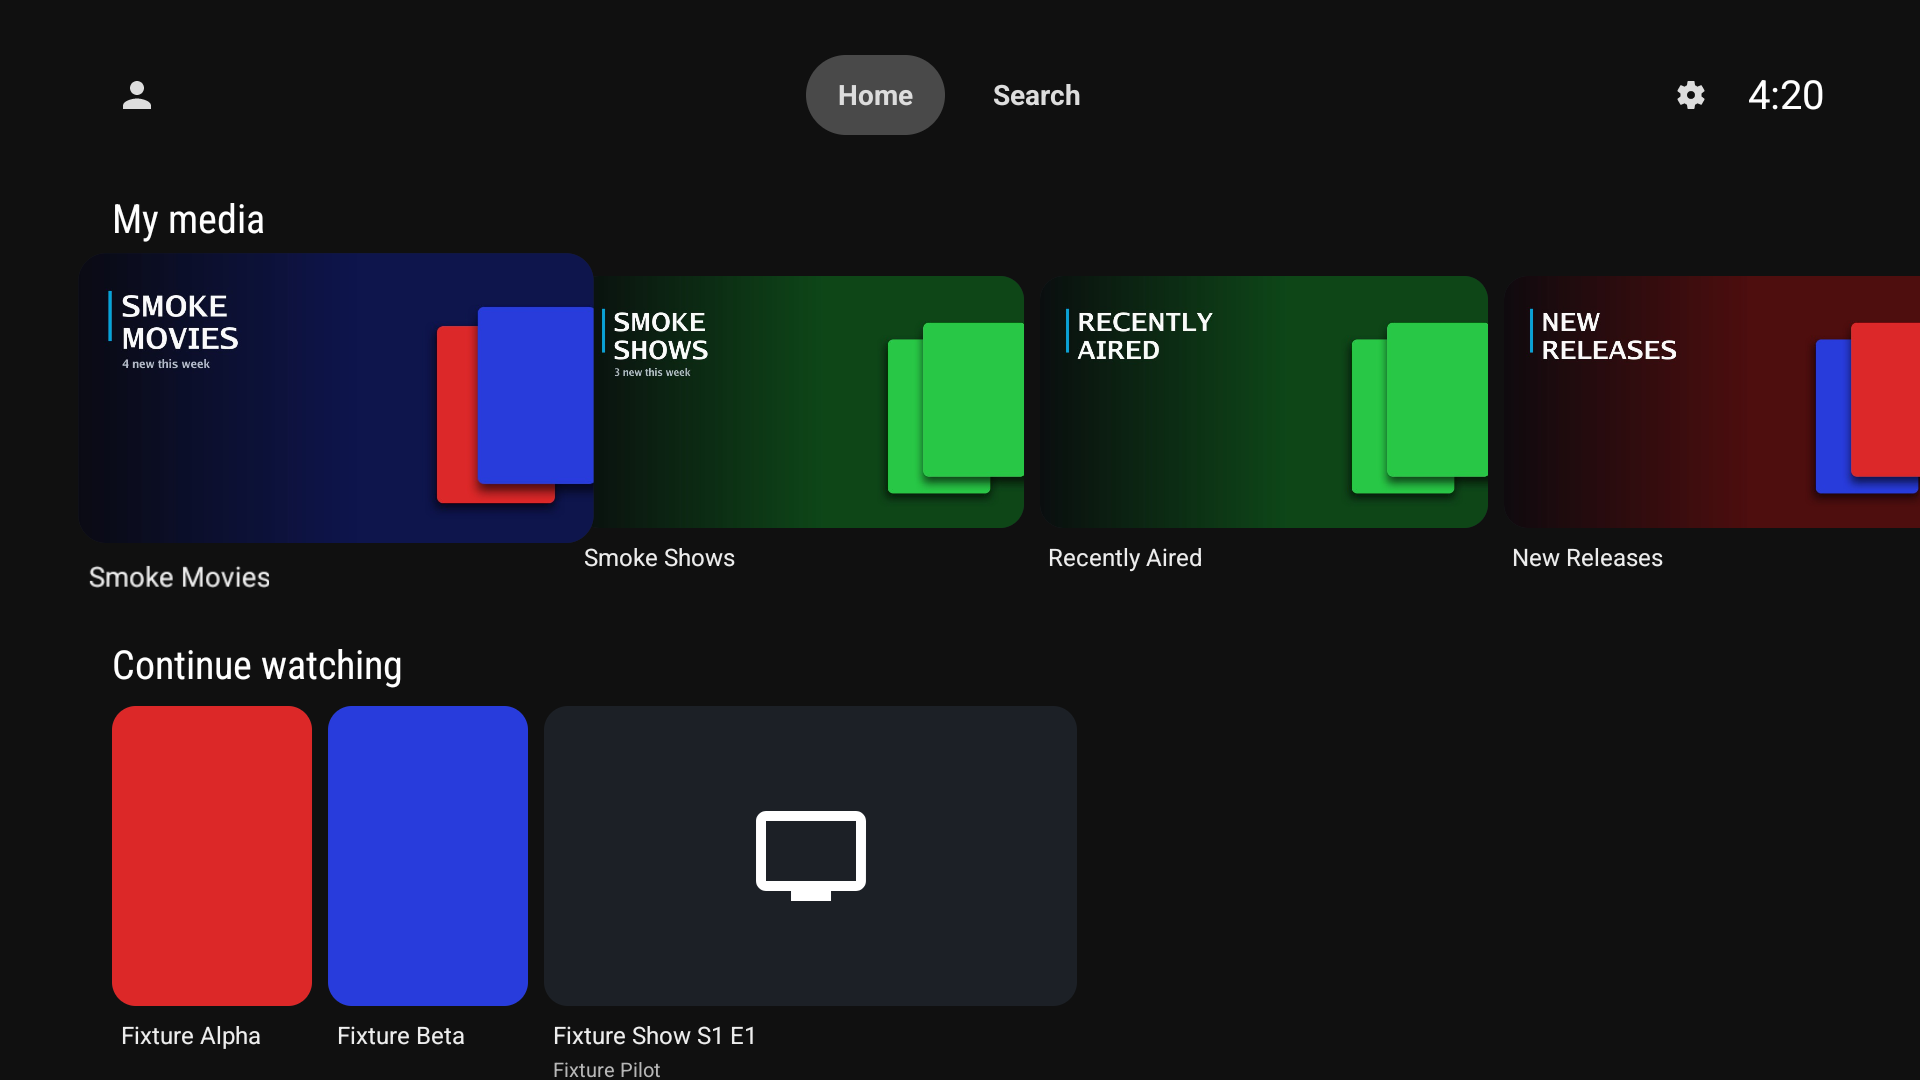 Home
Search
4:20
My media
SMOKE
MOVIES
4 new this week
SMOKE
SHOWS
3 new this week
RECENTLY
AIRED
NEW
RELEASES
Smoke Movies
Smoke Shows
Recently Aired
New Releases
Continue watching
Fixture Alpha
Fixture Beta
Fixture Show S1 E1
Fixture Pilot